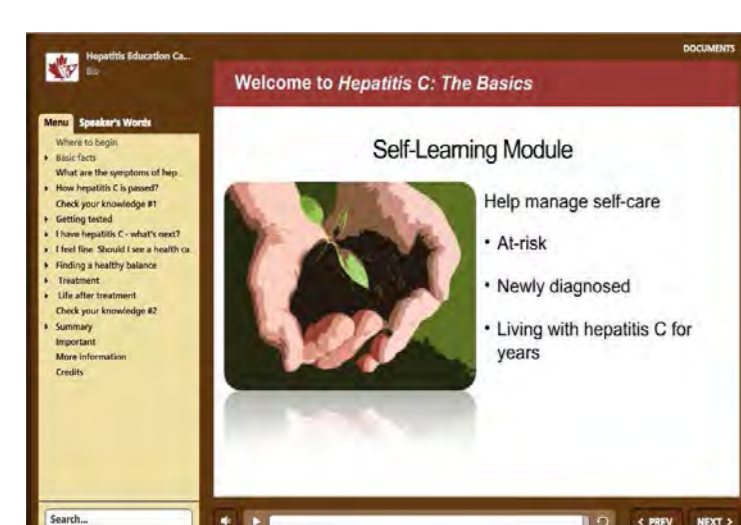 Hepatitis Education Ca...
Bio
DOCUMENTS
Welcome to Hepatitis C: The Basics
Menu Speaker's Words
Where to begin
Basic facts
What are the symptoms of hep...
How hepatitis C is passed?
Check your knowledge #1
Getting tested
I have hepatitis C - what's next?
I feel fine. Should I see a health ca
Finding a healthy balance
Treatment
Life after treatment
Check your knowledge #2
Summary
Important
More information
Credits
Search...
Self-Learning Module
Help manage self-care
• At-risk
• Newly diagnosed
• Living with hepatitis C for
years
< PREV NEXT >